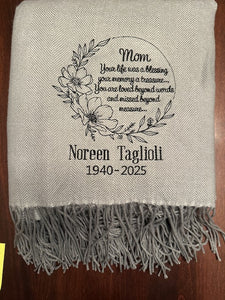 Mom
Your life was a blessing
your memory a treasure...
You are loved beyond words
and missed beyond
measure...
Noreen Taglioli
1940-2025